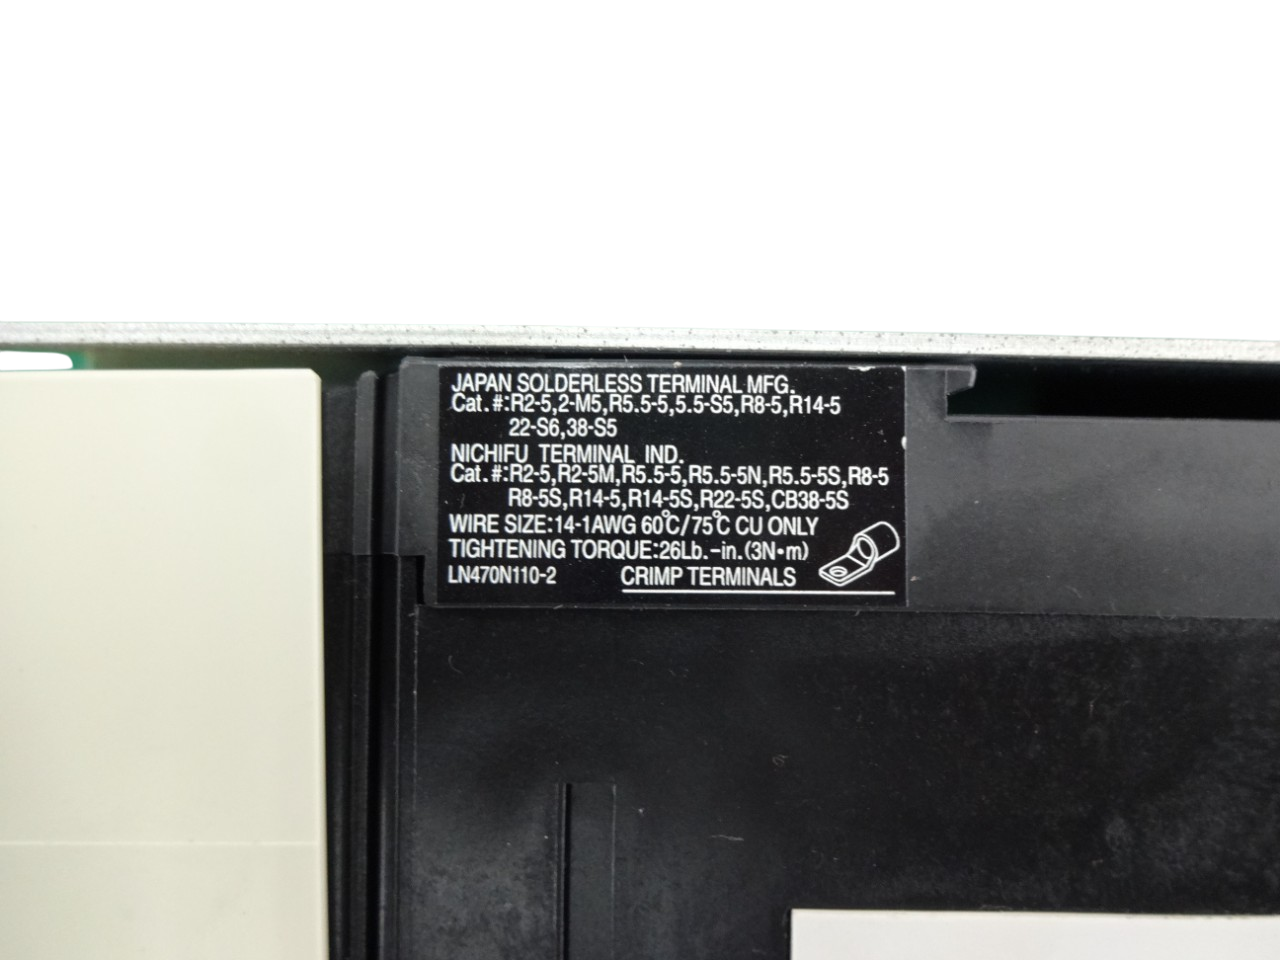 JAPAN SOLDERLESS TERMINAL MFG.
Cat.#:R2-5,2-M5,R5.5-5,5.5-S5,R8-5,R14-5
22-S6,38-S5
NICHIFU TERMINAL IND.
Cat.#:R2-5,R2-5M,R5.5-5,R5.5-5N,R5.5-5S,R8-5
R8-5S,R14-5,R14-5S,R22-5S,CB38-5S
WIRE SIZE:14-1AWG 60℃/75℃ CU ONLY
TIGHTENING TORQUE:26Lb.-in.(3N•m)
LN470N110-2 CRIMP TERMINALS